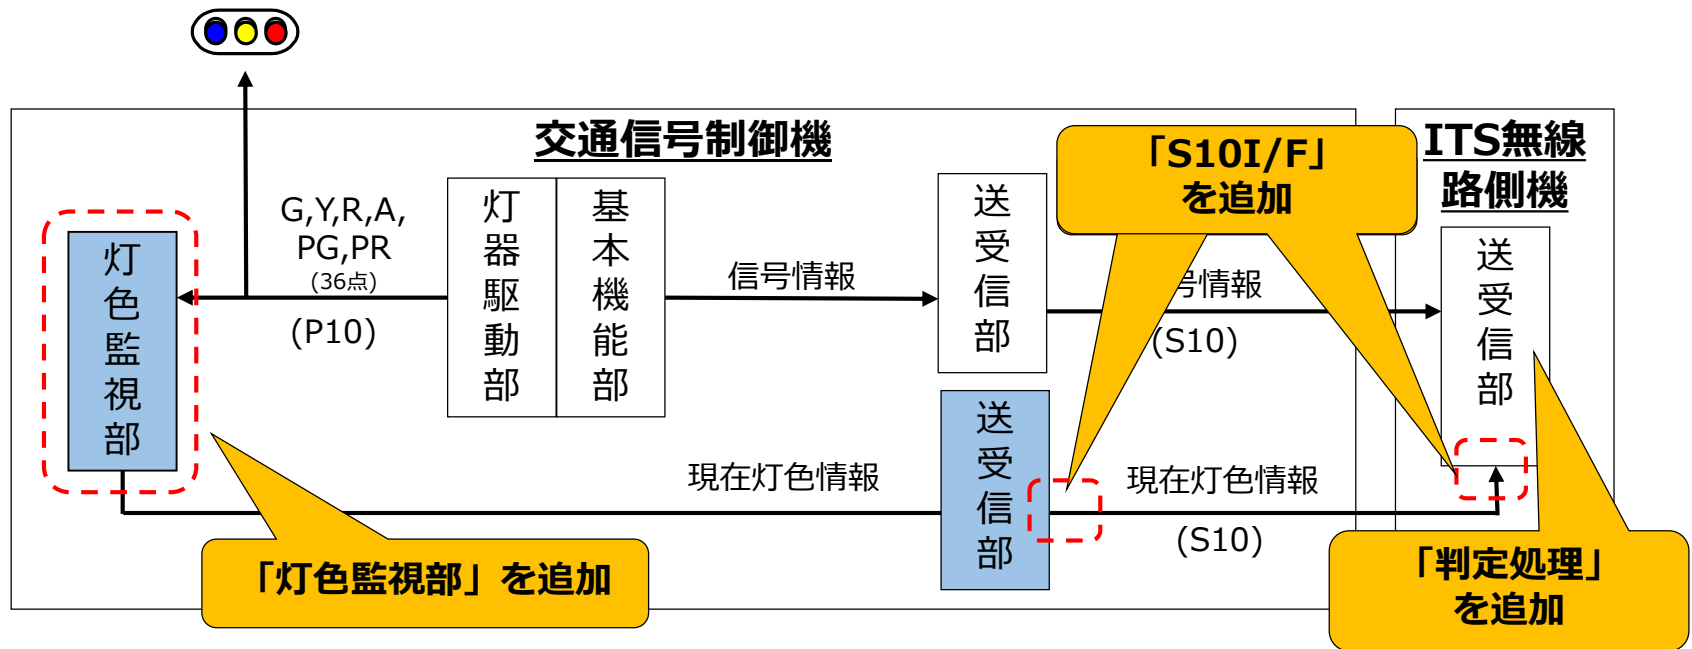 交通信号制御機
ITS無線
路側機
「S10I/F」
を追加
G,Y,R,A,
PG,PR
(36点)
(P10)
灯色監視部
灯器駆動部
基本機能部
信号情報
送受信部
号情報
(S10)
送受信部
現在灯色情報
送受信部
現在灯色情報
(S10)
「灯色監視部」を追加
「判定処理」
を追加